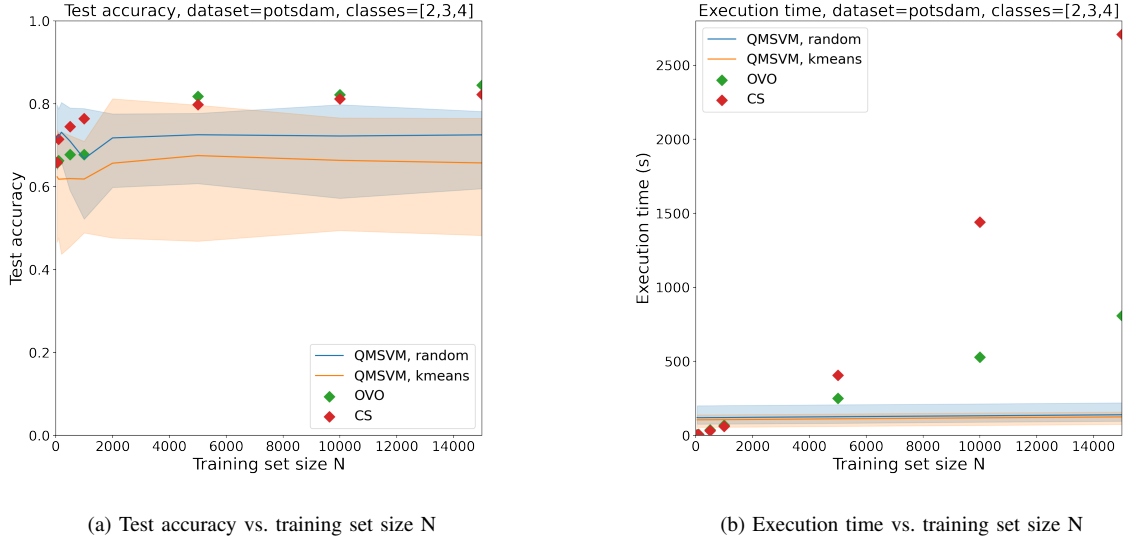 Test accuracy, dataset=potsdam, classes=[2,3,4]
1.0
0.8
0.6
0.4
0.2
0.0
Test accuracy
QMSVM, random
QMSVM, kmeans
OVO
CS
0 2000 4000 6000 8000 10000 12000 14000
Training set size N
(a) Test accuracy vs. training set size N
Execution time, dataset=potsdam, classes=[2,3,4]
QMSVM, random
QMSVM, kmeans
OVO
CS
2500
2000
1500
1000
500
0
Execution time (s)
0 2000 4000 6000 8000 10000 12000 14000
Training set size N
(b) Execution time vs. training set size N